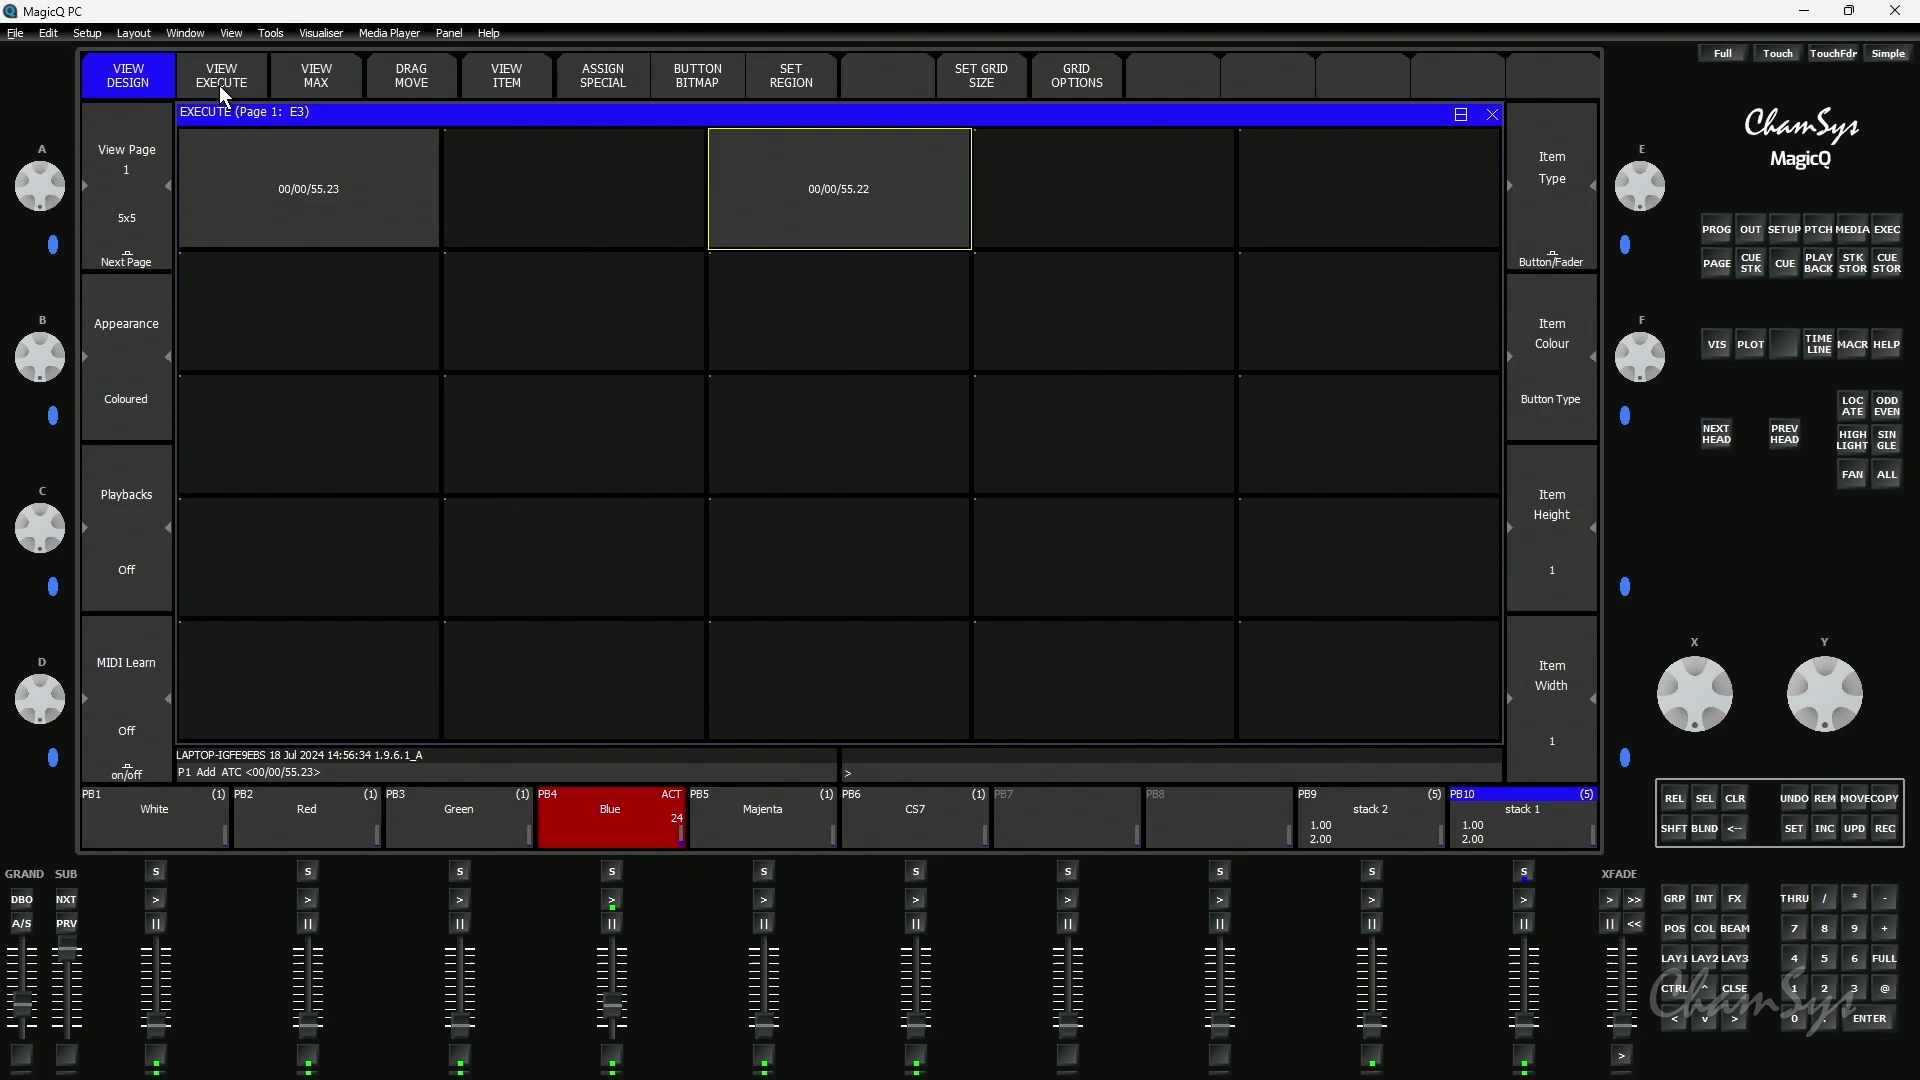 MagicQ PC
File Edit Setup Layout Window View Tools Visualiser Media Player Panel Help
Full Touch TouchFdr Simple
VIEW DESIGN
VIEW EXECUTE
VIEW MAX
DRAG MOVE
VIEW ITEM
ASSIGN SPECIAL
BUTTON BITMAP
SET REGION
SET GRID SIZE
GRID OPTIONS
EXECUTE (Page 1: E3)
View Page
1
5x5
Next Page
Appearance
Coloured
Playbacks
Off
MIDI Learn
Off
on/off
00/00/55.23
00/00/55.22
Item
Type
Button/Fader
Item
Colour
Button Type
Item
Height
1
Item
Width
1
A
B
C
D
E
F
X
Y
ChamSys
MagicQ
PROG OUT SETUP PTCH MEDIA EXEC
PAGE CUE STK CUE PLAY BACK STK STOR CUE STOR
VIS PLOT TIME LINE MACR HELP
LOC ATE ODD EVEN
NEXT HEAD PREV HEAD HIGH LIGHT SIN GLE
FAN ALL
LAPTOP-IGFE9EBS 18 Jul 2024 14:56:34 1.9.6.1_A
P1 Add ATC <00/00/55.23>
>
PB1 (1)
White
PB2 (1)
Red
PB3 (1)
Green
PB4 ACT
Blue
24
PB5 (1)
Majenta
PB6 (1)
CS7
PB7
PB8
PB9 (5)
stack 2
1.00
2.00
PB10 (5)
stack 1
1.00
2.00
REL SEL CLR UNDO REM MOVE COPY
SHFT BLND <-- SET INC UPD REC
GRAND SUB
DBO NXT
A/S PRV
S S S S S S S S S S
> > > > > > > > > >
|| || || || || || || || || ||
XFADE
> >>
|| <<
>
GRP INT FX THRU / * -
POS COL BEAM 7 8 9 +
LAY1 LAY2 LAY3 4 5 6 FULL
CTRL ^ CLSE 1 2 3 @
< v > 0 . ENTER
ChamSys